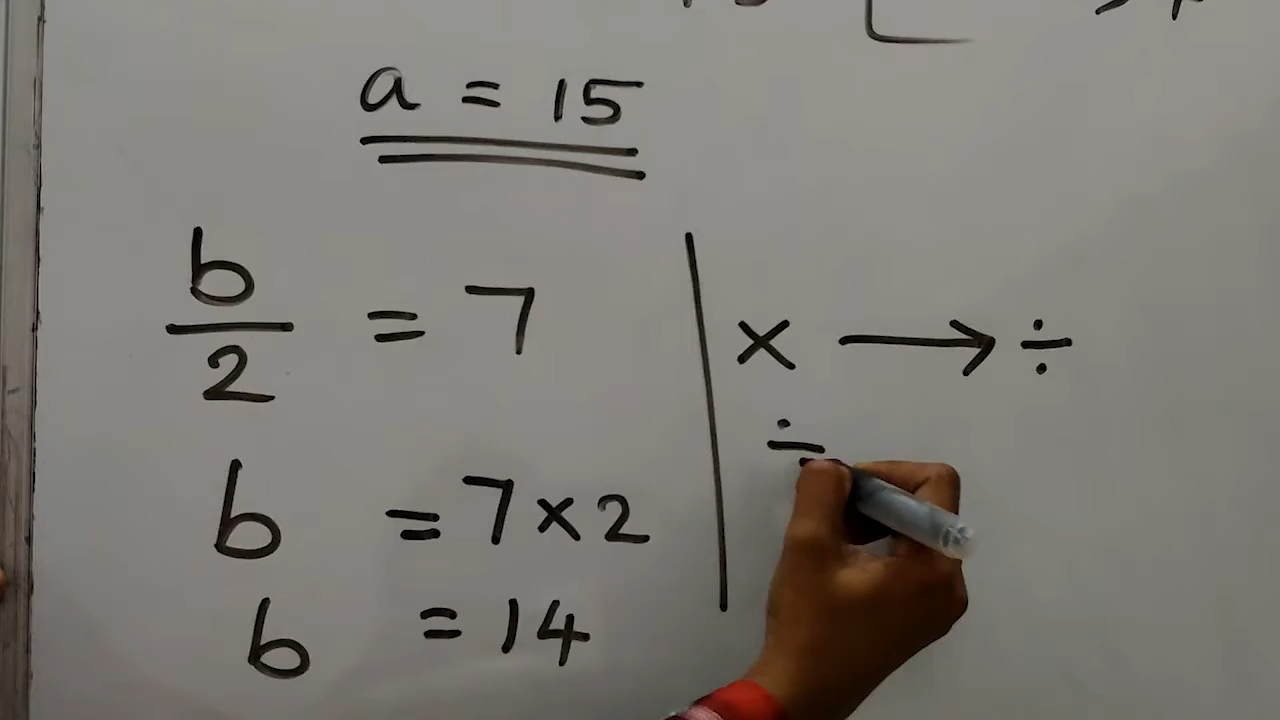 a = 15
b/2 = 7
b = 7 × 2
b = 14
× → ÷
÷